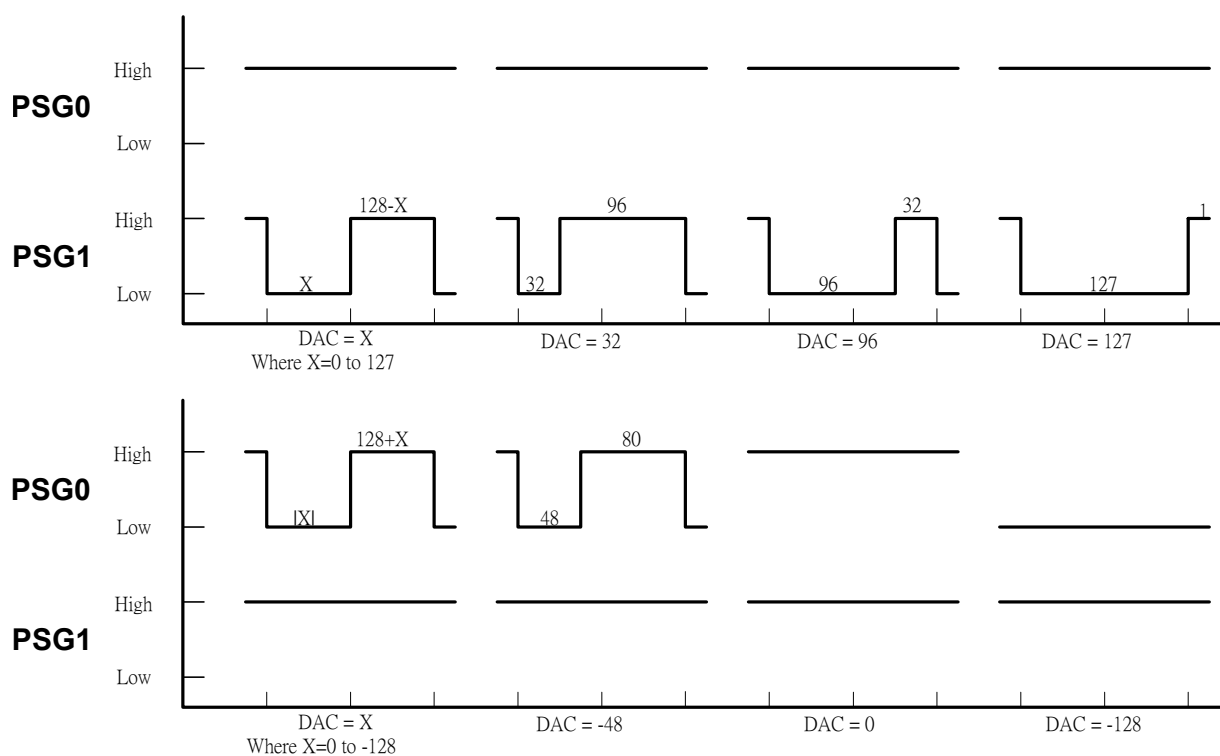 High
PSG0
Low
High
128-X
96
32
1
PSG1
X
32
96
127
Low
DAC = X
DAC = 32
DAC = 96
DAC = 127
Where X=0 to 127
High
128+X
80
PSG0
|X|
48
Low
High
PSG1
Low
DAC = X
DAC = -48
DAC = 0
DAC = -128
Where X=0 to -128